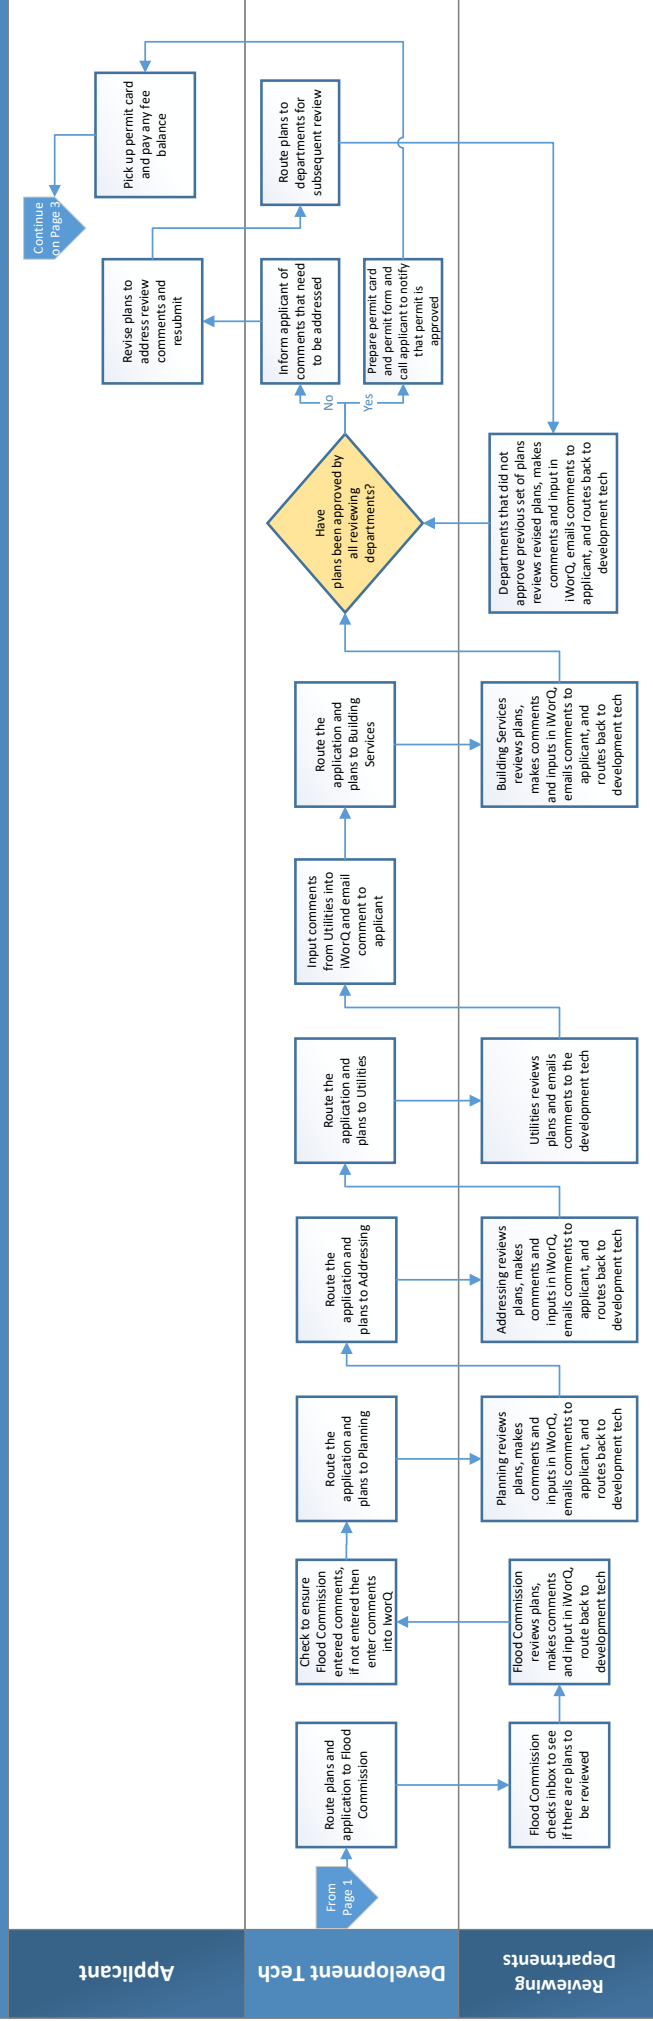 Applicant
Development Tech
Reviewing
Departments
From
Page 1
Route plans and
application to Flood
Commission
Flood Commission
checks inbox to see
if there are plans to
be reviewed
Flood Commission
reviews plans,
makes comments
and input in iWorQ,
route back to
development tech
Check to ensure
Flood Commission
entered comments,
if not entered then
enter comments
into IworQ
Route the
application and
plans to Planning
Planning reviews
plans, makes
comments and
inputs in iWorQ,
emails comments to
applicant, and
routes back to
development tech
Route the
application and
plans to Addressing
Addressing reviews
plans, makes
comments and
inputs in iWorQ,
emails comments to
applicant, and
routes back to
development tech
Route the
application and
plans to Utilities
Utilities reviews
plans and emails
comments to the
development tech
Input comments
from Utilities into
iWorQ and email
comment to
applicant
Route the
application and
plans to Building
Services
Building Services
reviews plans,
makes comments
and inputs in iWorQ,
emails comments to
applicant, and
routes back to
development tech
Have
plans been approved by
all reviewing
departments?
No
Yes
Inform applicant of
comments that need
to be addressed
Revise plans to
address review
comments and
resubmit
Route plans to
departments for
subsequent review
Departments that did not
approve previous set of plans
reviews revised plans, makes
comments and input in
iWorQ, emails comments to
applicant, and routes back to
development tech
Prepare permit card
and permit form and
call applicant to notify
that permit is
approved
Pick up permit card
and pay any fee
balance
Continue
on Page 3